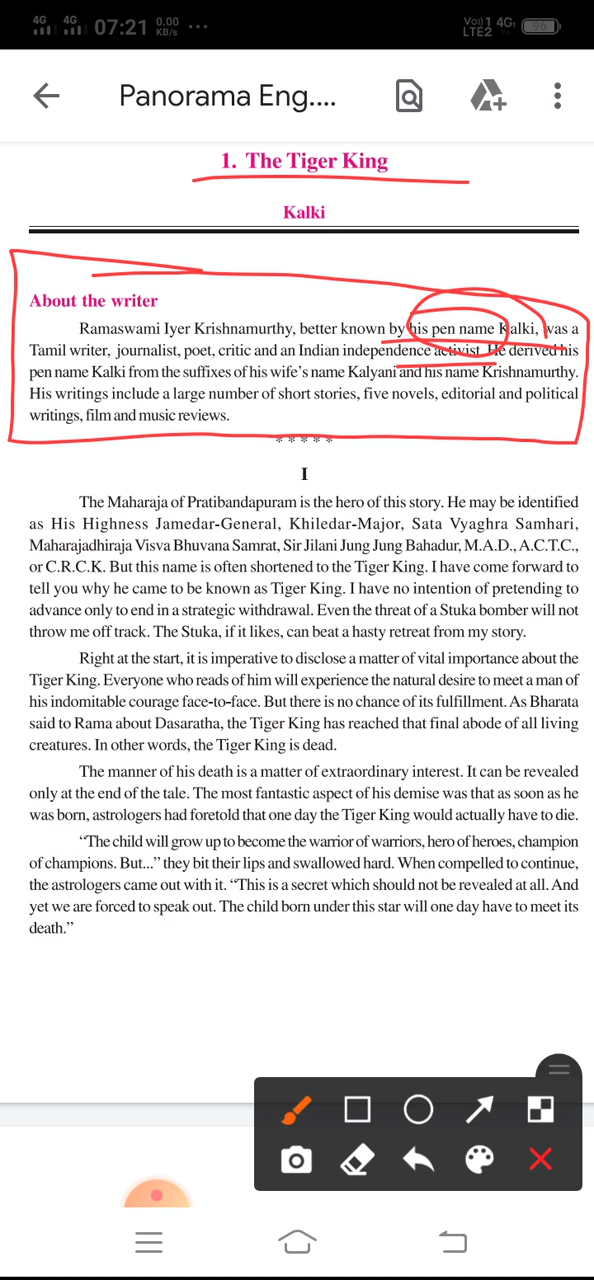 4G 4G 07:21 0.00 KB/s ... Vo)) 1 4G LTE2 96
Panorama Eng....
1. The Tiger King
Kalki
About the writer
Ramaswami Iyer Krishnamurthy, better known by his pen name Kalki, was a
Tamil writer, journalist, poet, critic and an Indian independence activist. He derived his
pen name Kalki from the suffixes of his wife's name Kalyani and his name Krishnamurthy.
His writings include a large number of short stories, five novels, editorial and political
writings, film and music reviews.
*****
I
The Maharaja of Pratibandapuram is the hero of this story. He may be identified
as His Highness Jamedar-General, Khiledar-Major, Sata Vyaghra Samhari,
Maharajadhiraja Visva Bhuvana Samrat, Sir Jilani Jung Jung Bahadur, M.A.D., A.C.T.C.,
or C.R.C.K. But this name is often shortened to the Tiger King. I have come forward to
tell you why he came to be known as Tiger King. I have no intention of pretending to
advance only to end in a strategic withdrawal. Even the threat of a Stuka bomber will not
throw me off track. The Stuka, if it likes, can beat a hasty retreat from my story.
Right at the start, it is imperative to disclose a matter of vital importance about the
Tiger King. Everyone who reads of him will experience the natural desire to meet a man of
his indomitable courage face-to-face. But there is no chance of its fulfillment. As Bharata
said to Rama about Dasaratha, the Tiger King has reached that final abode of all living
creatures. In other words, the Tiger King is dead.
The manner of his death is a matter of extraordinary interest. It can be revealed
only at the end of the tale. The most fantastic aspect of his demise was that as soon as he
was born, astrologers had foretold that one day the Tiger King would actually have to die.
"The child will grow up to become the warrior of warriors, hero of heroes, champion
of champions. But..." they bit their lips and swallowed hard. When compelled to continue,
the astrologers came out with it. "This is a secret which should not be revealed at all. And
yet we are forced to speak out. The child born under this star will one day have to meet its
death."